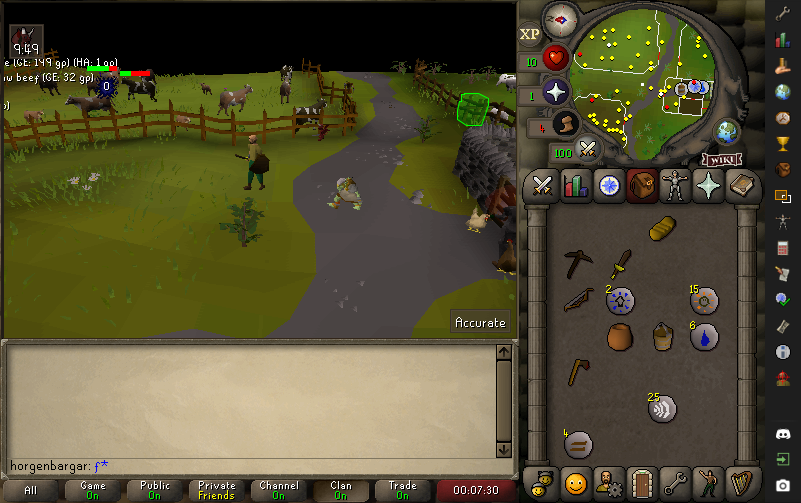 9:49
e (GE: 149 gp) (HA: 1 gp)
w beef (GE: 32 gp)
0
Accurate
horgenbargar: f*
All
Game
On
Public
On
Private
Friends
Channel
On
Clan
On
Trade
On
00:07:30
XP
N
10
1
4
100
WIKI
2
15
6
25
4